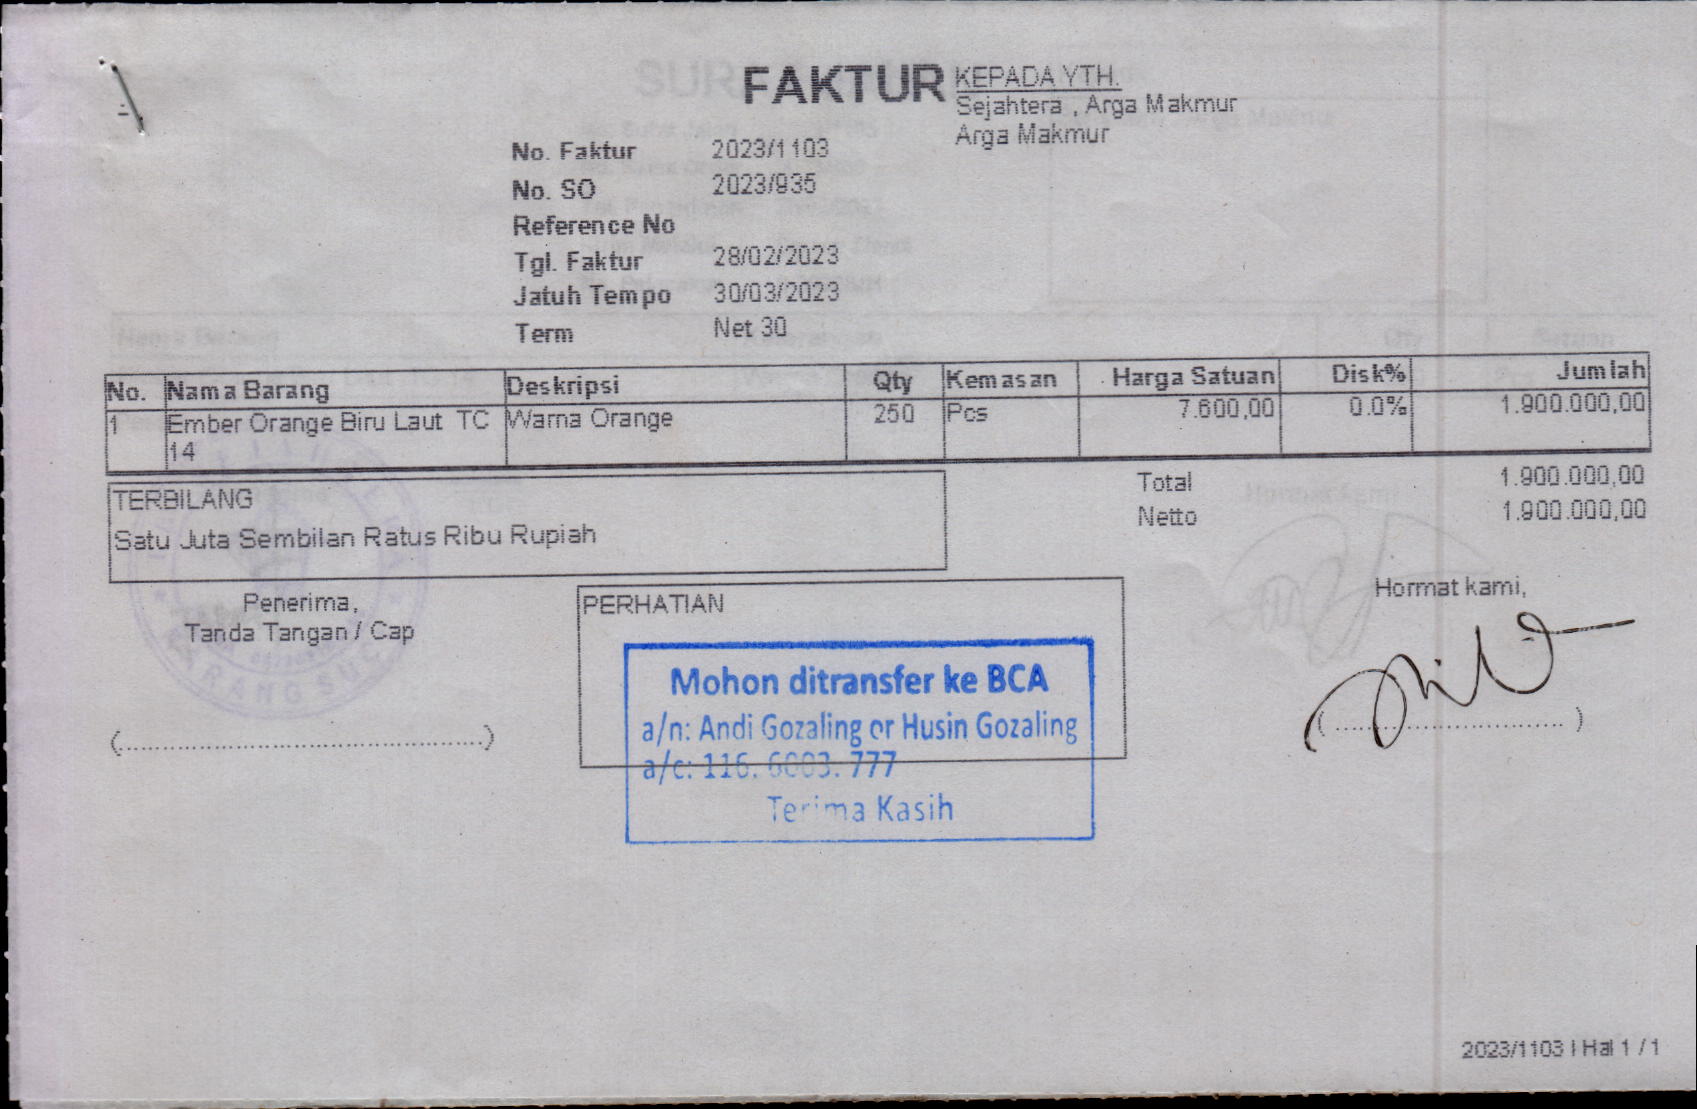 FAKTUR
KEPADA YTH.
Sejahtera , Arga Makmur
Arga Makmur
No. Faktur 2023/1103
No. SO 2023/935
Reference No
Tgl. Faktur 28/02/2023
Jatuh Tempo 30/03/2023
Term Net 30
No. Nama Barang Deskripsi Qty Kemasan Harga Satuan Disk% Jumlah
1 Ember Orange Biru Laut TC Warna Orange 250 Pcs 7.600,00 0.0% 1.900.000,00
14
Total 1.900.000,00
Netto 1.900.000,00
TERBILANG
Satu Juta Sembilan Ratus Ribu Rupiah
Penerima,
Tanda Tangan / Cap
PERHATIAN
Mohon ditransfer ke BCA
a/n: Andi Gozaling or Husin Gozaling
a/c: 116. 6003. 777
Terima Kasih
Hormat kami,
2023/1103 | Hal 1 / 1